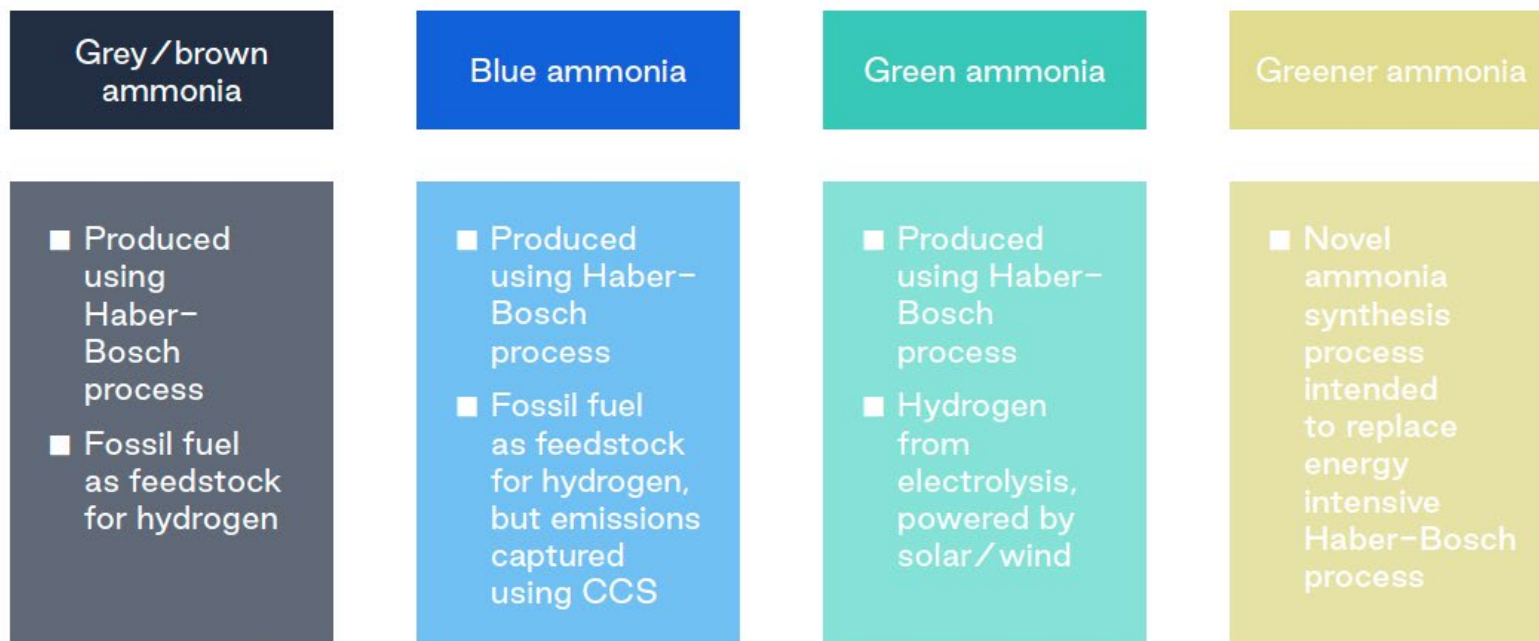 Grey/brown
ammonia
Blue ammonia
Green ammonia
Greener ammonia
■ Produced
using
Haber-
Bosch
process
■ Fossil fuel
as feedstock
for hydrogen
■ Produced
using Haber-
Bosch
process
■ Fossil fuel
as feedstock
for hydrogen,
but emissions
captured
using CCS
■ Produced
using Haber-
Bosch
process
■ Hydrogen
from
electrolysis,
powered by
solar/wind
■ Novel
ammonia
synthesis
process
intended
to replace
energy
intensive
Haber-Bosch
process